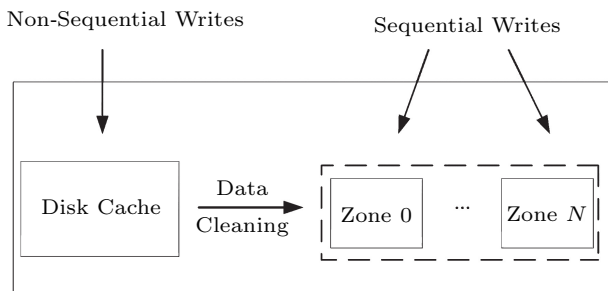 Non-Sequential Writes
Sequential Writes
Disk Cache
Data
Cleaning
Zone 0
...
Zone N